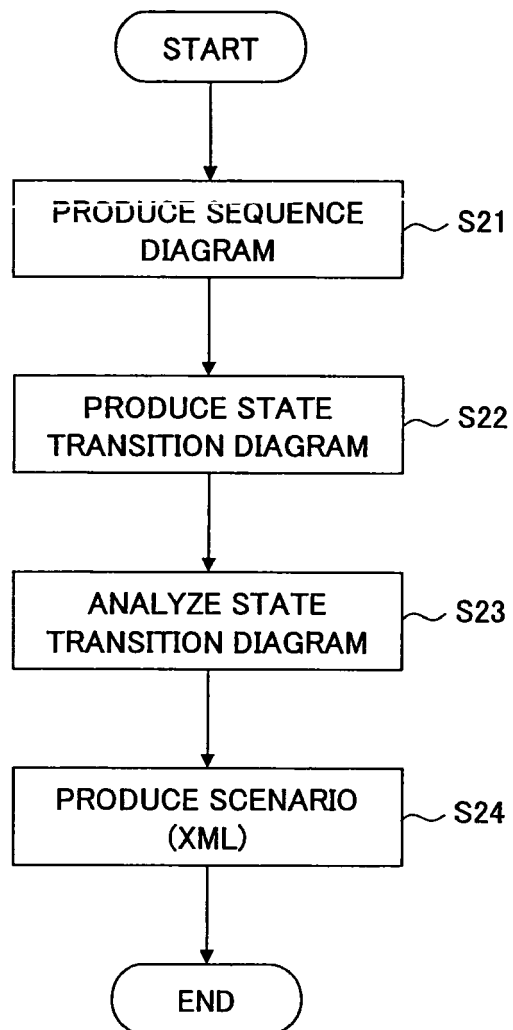 START
PRODUCE SEQUENCE
DIAGRAM
S21
PRODUCE STATE
TRANSITION DIAGRAM
S22
ANALYZE STATE
TRANSITION DIAGRAM
S23
PRODUCE SCENARIO
(XML)
S24
END